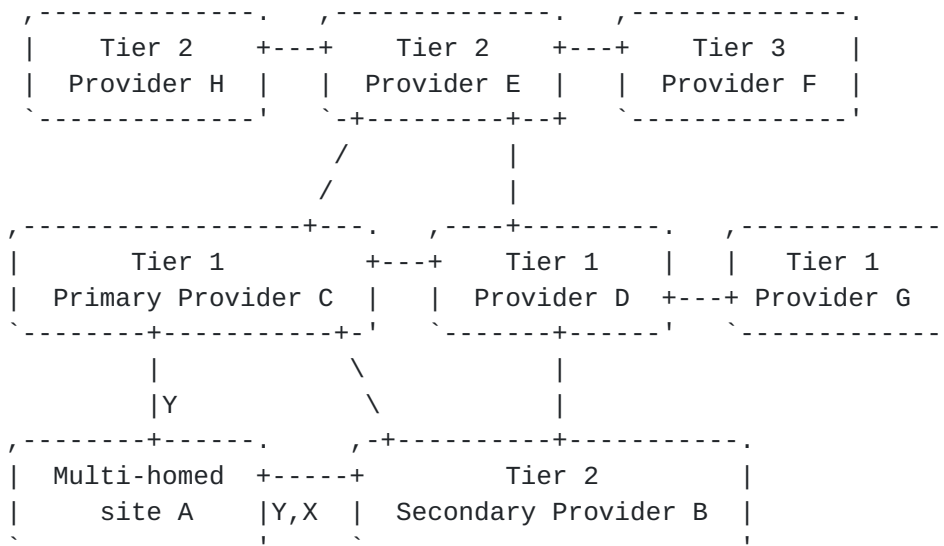 Tier 2 Tier 2 Tier 3
Provider H Provider E Provider F
Tier 1 Tier 1 Tier 1
Primary Provider C Provider D Provider G
Y
Multi-homed Tier 2
site A Y,X Secondary Provider B